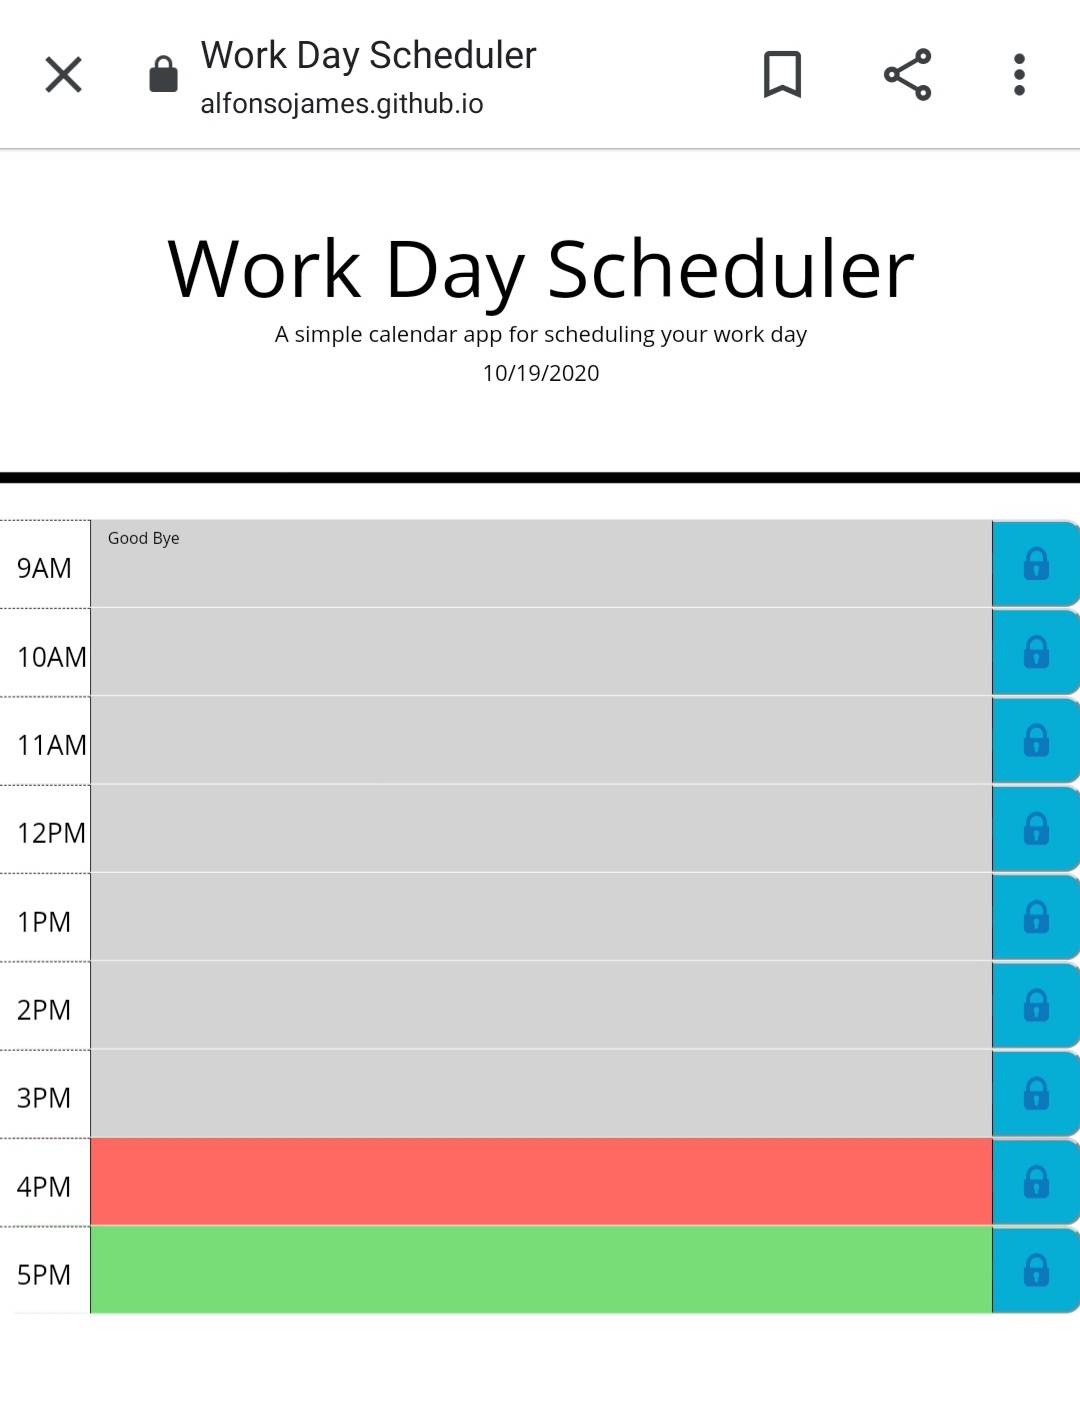 Work Day Scheduler
alfonsojames.github.io
Work Day Scheduler
A simple calendar app for scheduling your work day
10/19/2020
9AM Good Bye
10AM
11AM
12PM
1PM
2PM
3PM
4PM
5PM